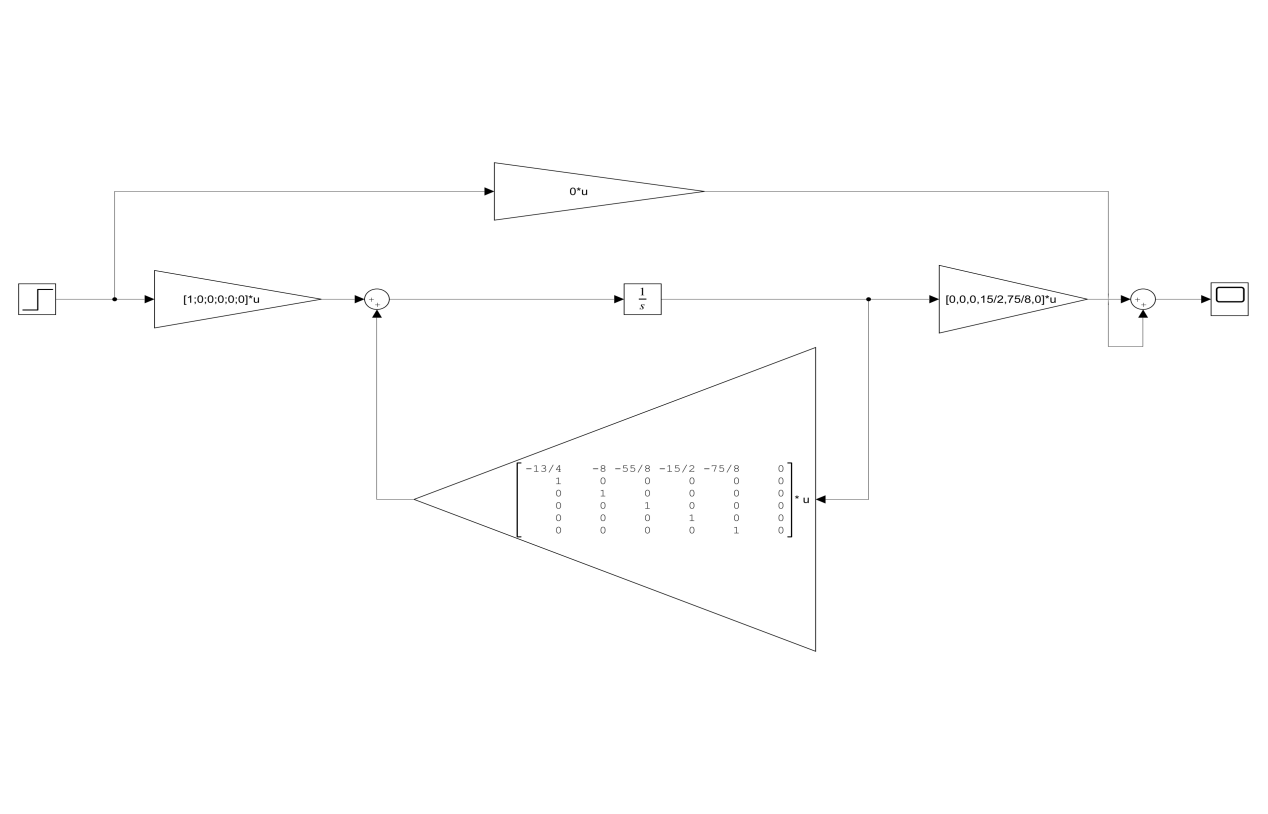 0*u
[1;0;0;0;0;0]*u
+
+
1
s
[0,0,0,15/2,75/8,0]*u
+
+
-13/4 -8 -55/8 -15/2 -75/8 0
1 0 0 0 0 0
0 1 0 0 0 0
0 0 1 0 0 0
0 0 0 1 0 0
0 0 0 0 1 0
* u